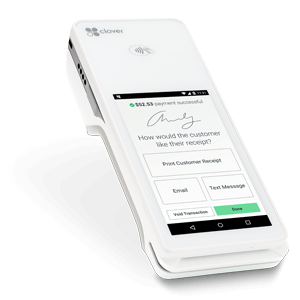 clover
$52.53 payment successful
How would the customer
like their receipt?
Print Customer Receipt
Email
Text Message
Void Transaction
Done